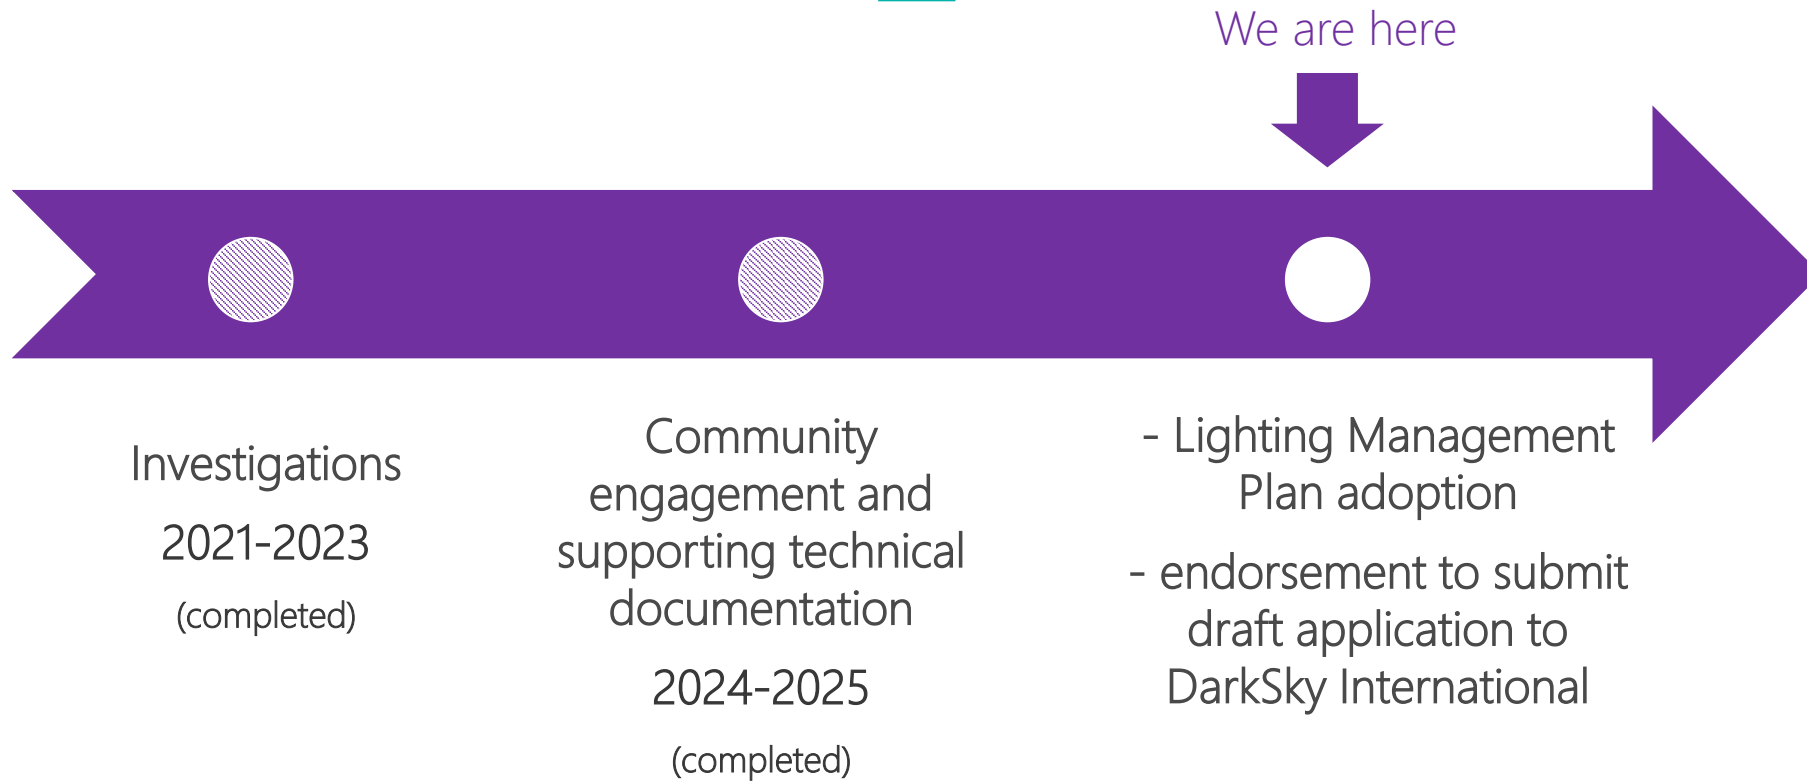 We are here
Investigations
2021-2023
(completed)
Community
engagement and
supporting technical
documentation
2024-2025
(completed)
- Lighting Management
Plan adoption
- endorsement to submit
draft application to
DarkSky International